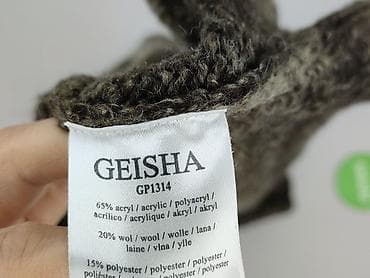 GEISHA
GP1314
65% acryl / acrylic / polyacryl /
acrilico / acrylique / akryl / akryl
20% wol / wool / wolle / lana /
laine / vlna / ylle
15% polyester / polyester /
polyester / polyester /